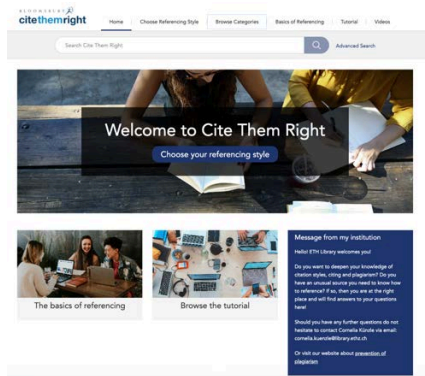 BLOOMSBURY
citethemright
Home
Choose Referencing Style
Browse Categories
Basics of Referencing
Tutorial
Videos
Search Cite Them Right
Advanced Search
Welcome to Cite Them Right
Choose your referencing style
The basics of referencing
Browse the tutorial
Message from my institution
Hello! ETH Library welcomes you!
Do you want to deepen your knowledge of
citation styles, citing and plagiarism? Do you
have an unusual source you need to know how
to reference? If so, then you are at the right
place and will find answers to your questions
here!
Should you have any further questions do not
hesitate to contact Cornelia Künzle via email:
cornelia.kuenzle@library.ethz.ch
Or visit our website about prevention of
plagiarism